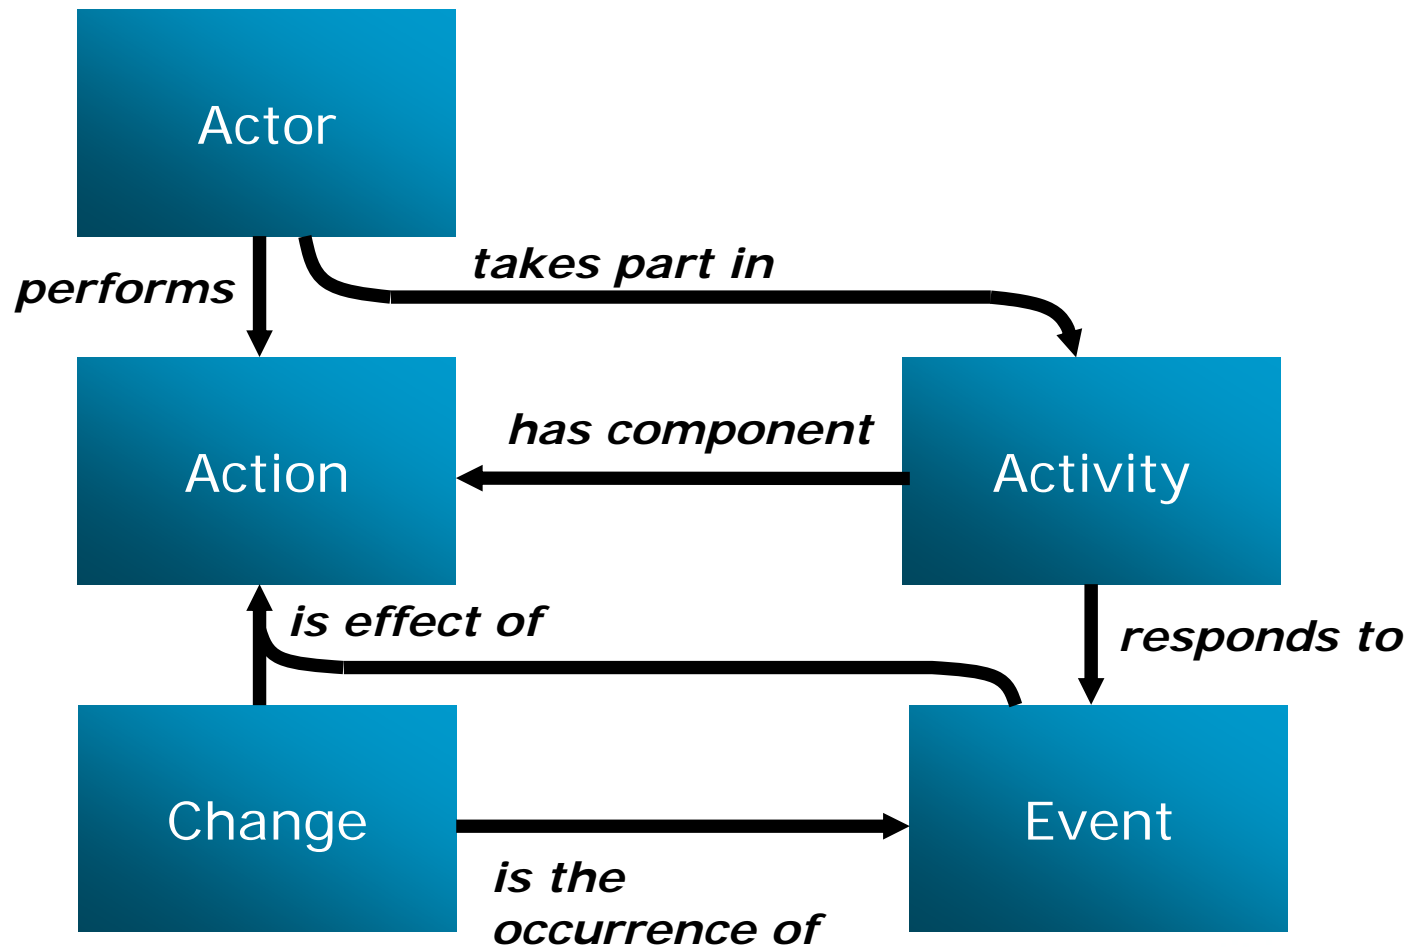 Actor
performs
takes part in
Action
has component
Activity
is effect of
responds to
Change
is the
occurrence of
Event